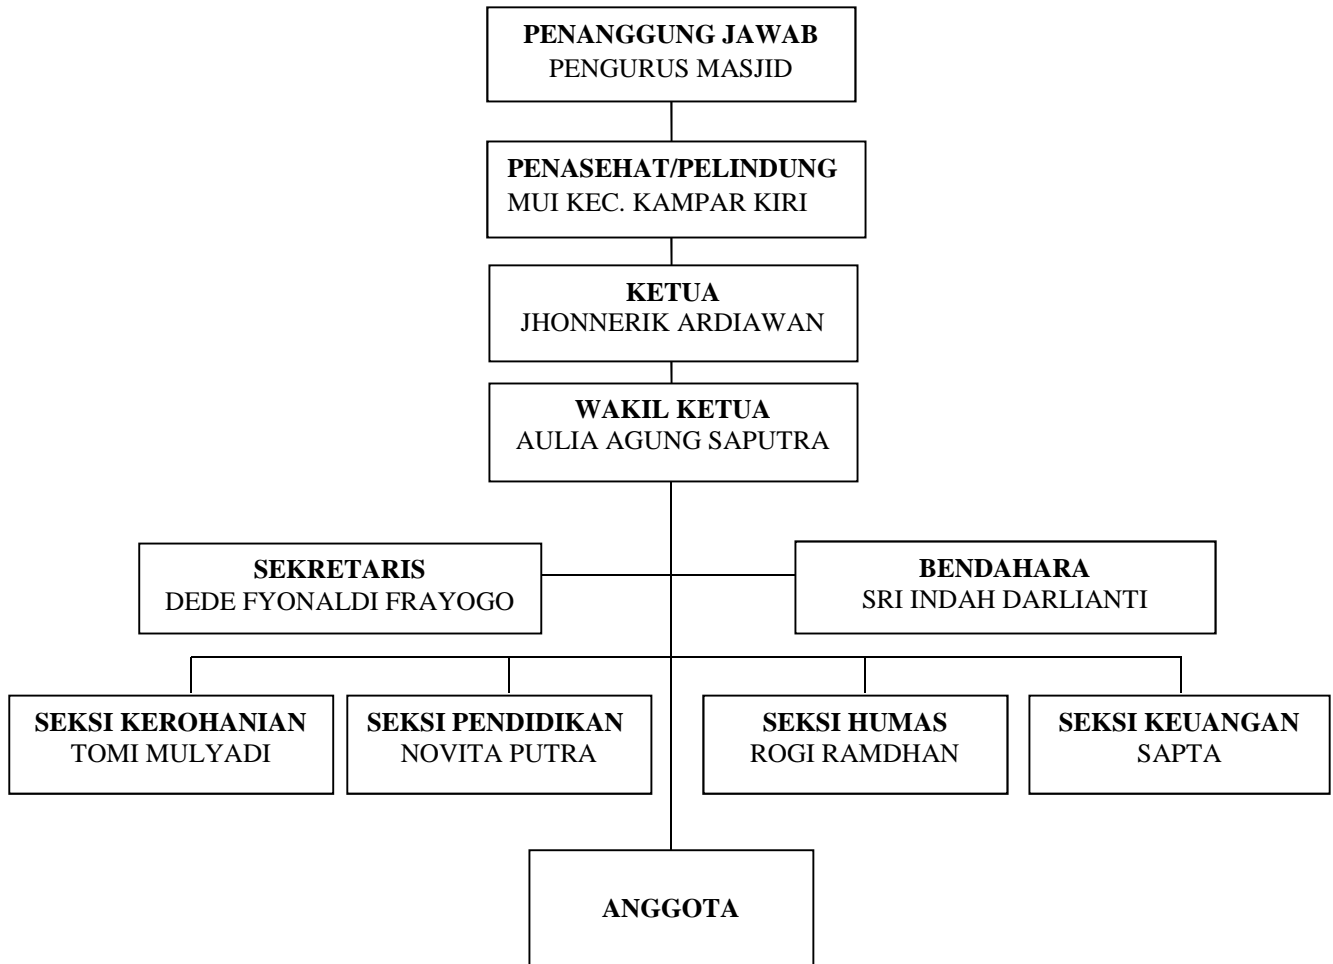 PENANGGUNG JAWAB
PENGURUS MASJID
PENASEHAT/PELINDUNG
MUI KEC. KAMPAR KIRI
KETUA
JHONNERIK ARDIAWAN
WAKIL KETUA
AULIA AGUNG SAPUTRA
SEKRETARIS
DEDE FYONALDI FRAYOGO
BENDAHARA
SRI INDAH DARLIANTI
SEKSI KEROHANIAN
TOMI MULYADI
SEKSI PENDIDIKAN
NOVITA PUTRA
SEKSI HUMAS
ROGI RAMDHAN
SEKSI KEUANGAN
SAPTA
ANGGOTA